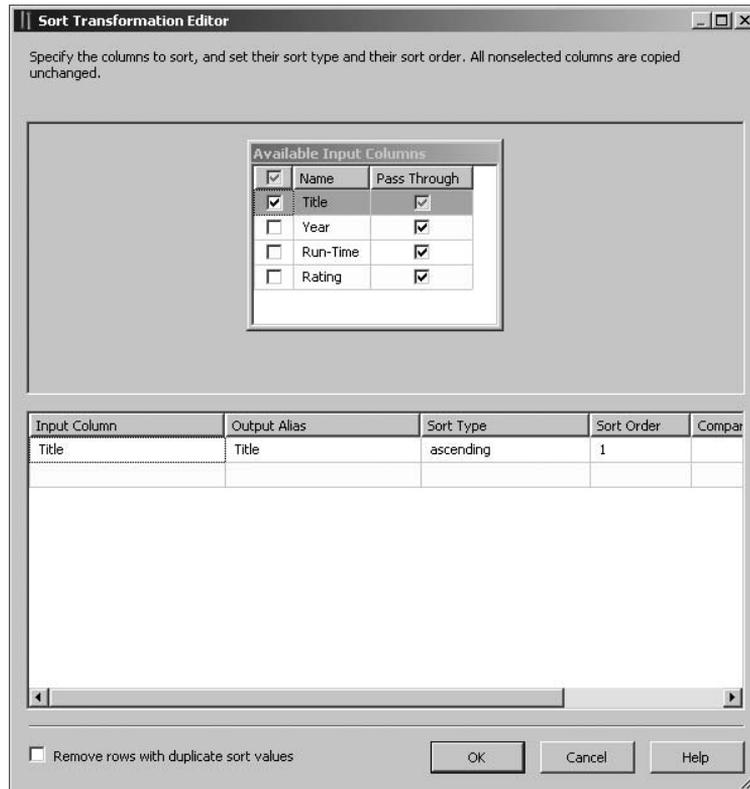 Sort Transformation Editor
Specify the columns to sort, and set their sort type and their sort order. All nonselected columns are copied
unchanged.
Available Input Columns
Name Pass Through
Title
Year
Run-Time
Rating
Input Column Output Alias Sort Type Sort Order Compar
Title Title ascending 1
Remove rows with duplicate sort values
OK Cancel Help